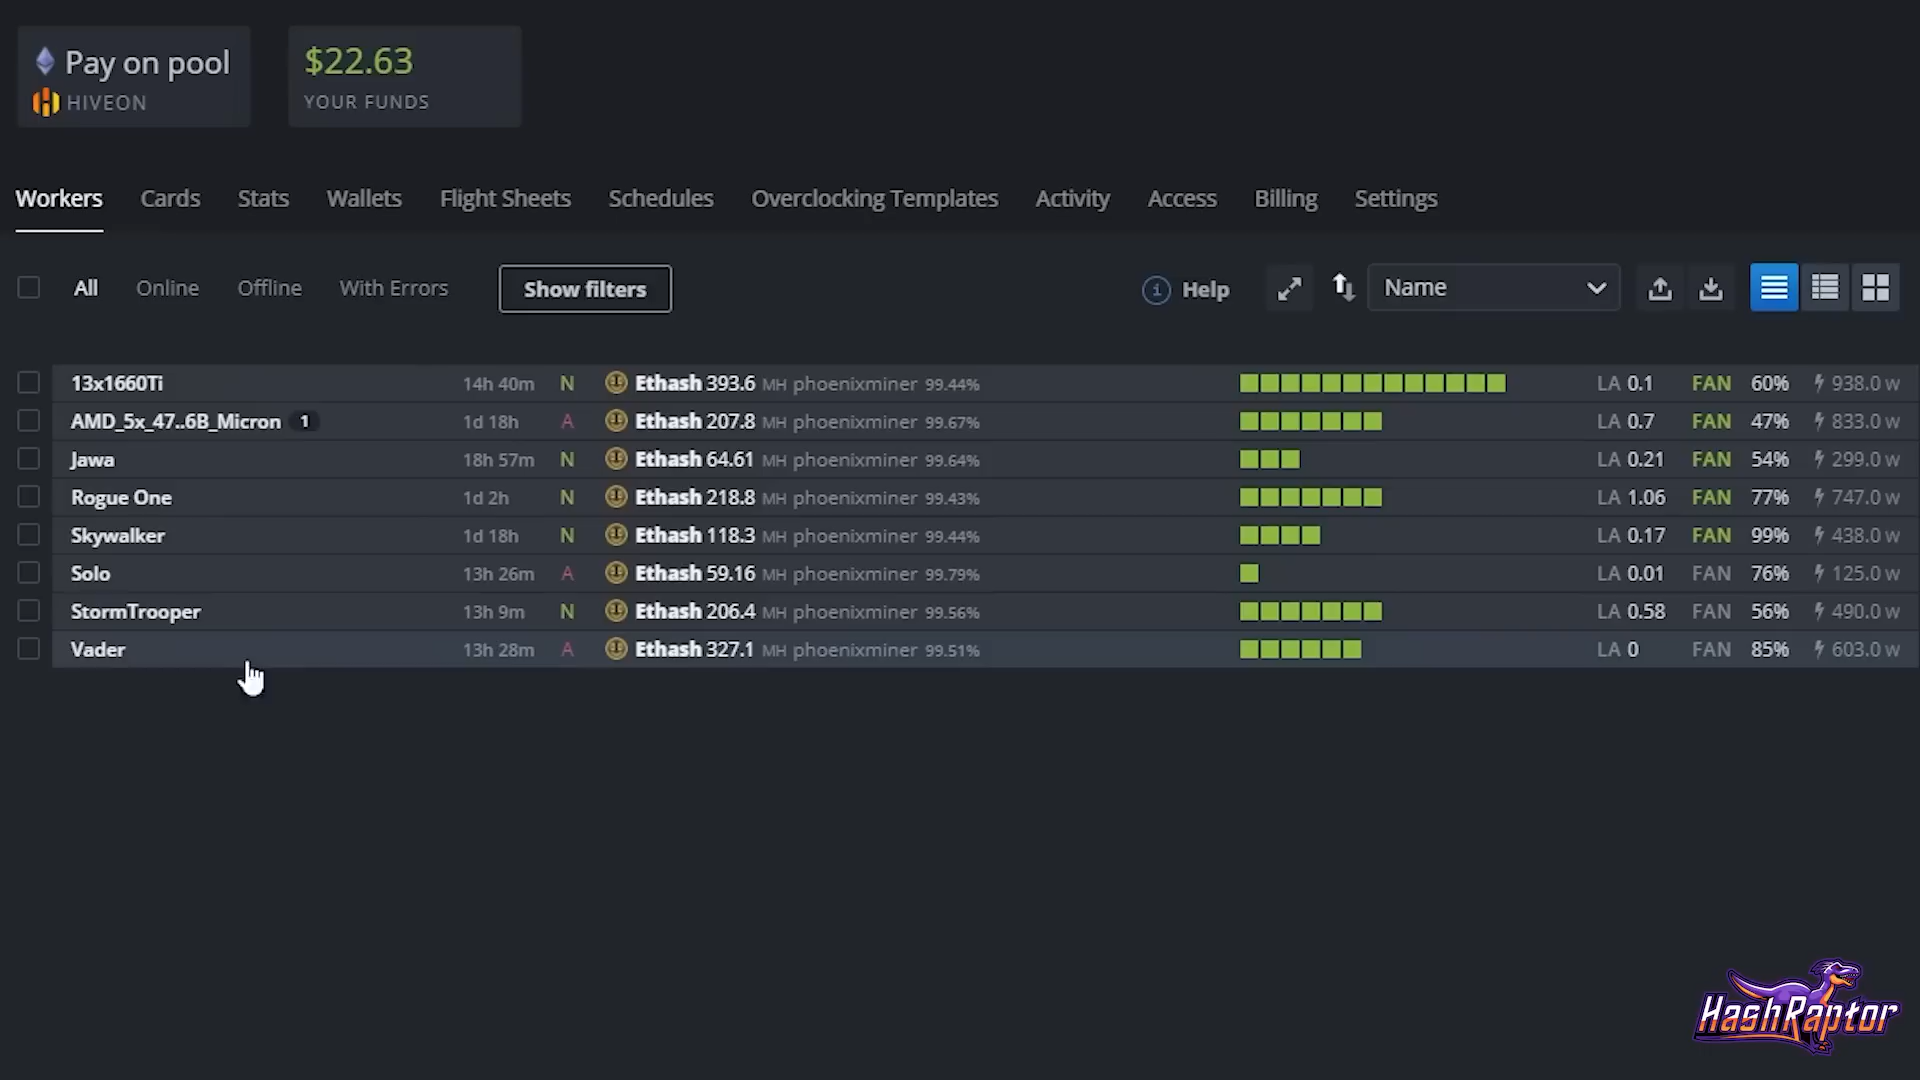 Pay on pool
HIVEON
$22.63
YOUR FUNDS
Workers Cards Stats Wallets Flight Sheets Schedules Overclocking Templates Activity Access Billing Settings
All Online Offline With Errors Show filters Help Name
13x1660Ti 14h 40m N Ethash 393.6 MH phoenixminer 99.44% LA 0.1 FAN 60% 938.0 w
AMD_5x_47..6B_Micron 1 1d 18h A Ethash 207.8 MH phoenixminer 99.67% LA 0.7 FAN 47% 833.0 w
Jawa 18h 57m N Ethash 64.61 MH phoenixminer 99.64% LA 0.21 FAN 54% 299.0 w
Rogue One 1d 2h N Ethash 218.8 MH phoenixminer 99.43% LA 1.06 FAN 77% 747.0 w
Skywalker 1d 18h N Ethash 118.3 MH phoenixminer 99.44% LA 0.17 FAN 99% 438.0 w
Solo 13h 26m A Ethash 59.16 MH phoenixminer 99.79% LA 0.01 FAN 76% 125.0 w
StormTrooper 13h 9m N Ethash 206.4 MH phoenixminer 99.56% LA 0.58 FAN 56% 490.0 w
Vader 13h 28m A Ethash 327.1 MH phoenixminer 99.51% LA 0 FAN 85% 603.0 w
HashRaptor